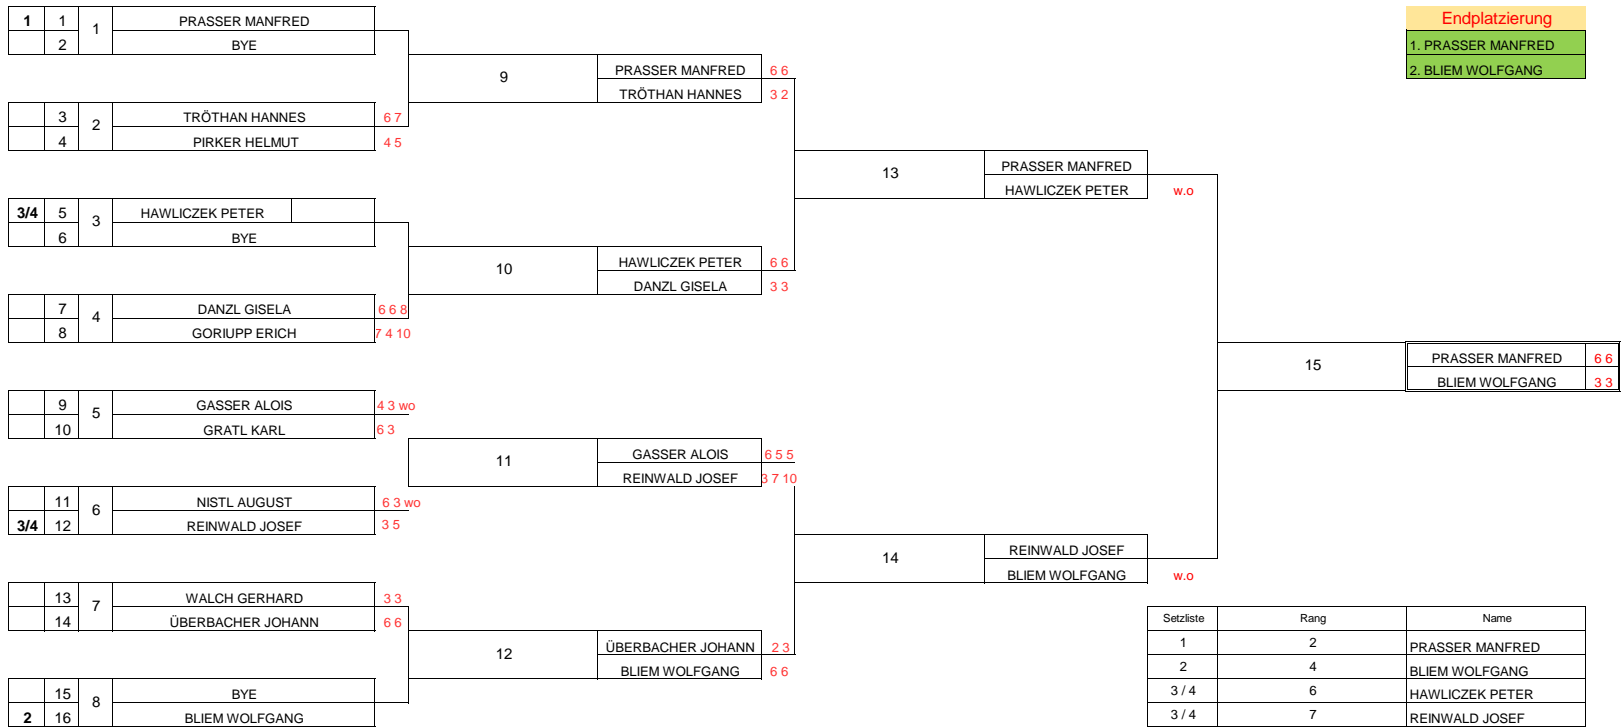 1 1 1 PRASSER MANFRED
2 BYE
Endplatzierung
1. PRASSER MANFRED
2. BLIEM WOLFGANG
9 PRASSER MANFRED 6 6
TRÖTHAN HANNES 3 2
3 2 TRÖTHAN HANNES 6 7
4 PIRKER HELMUT 4 5
13 PRASSER MANFRED
HAWLICZEK PETER w.o
3/4 5 3 HAWLICZEK PETER
6 BYE
10 HAWLICZEK PETER 6 6
DANZL GISELA 3 3
7 4 DANZL GISELA 6 6 8
8 GORIUPP ERICH 7 4 10
15 PRASSER MANFRED 6 6
BLIEM WOLFGANG 3 3
9 5 GASSER ALOIS 4 3 wo
10 GRATL KARL 6 3
11 GASSER ALOIS 6 5 5
REINWALD JOSEF 3 7 10
11 6 NISTL AUGUST 6 3 wo
3/4 12 REINWALD JOSEF 3 5
14 REINWALD JOSEF
BLIEM WOLFGANG w.o
13 7 WALCH GERHARD 3 3
14 ÜBERBACHER JOHANN 6 6
12 ÜBERBACHER JOHANN 2 3
BLIEM WOLFGANG 6 6
15 8 BYE
2 16 BLIEM WOLFGANG
Setzliste Rang Name
1 2 PRASSER MANFRED
2 4 BLIEM WOLFGANG
3 / 4 6 HAWLICZEK PETER
3 / 4 7 REINWALD JOSEF